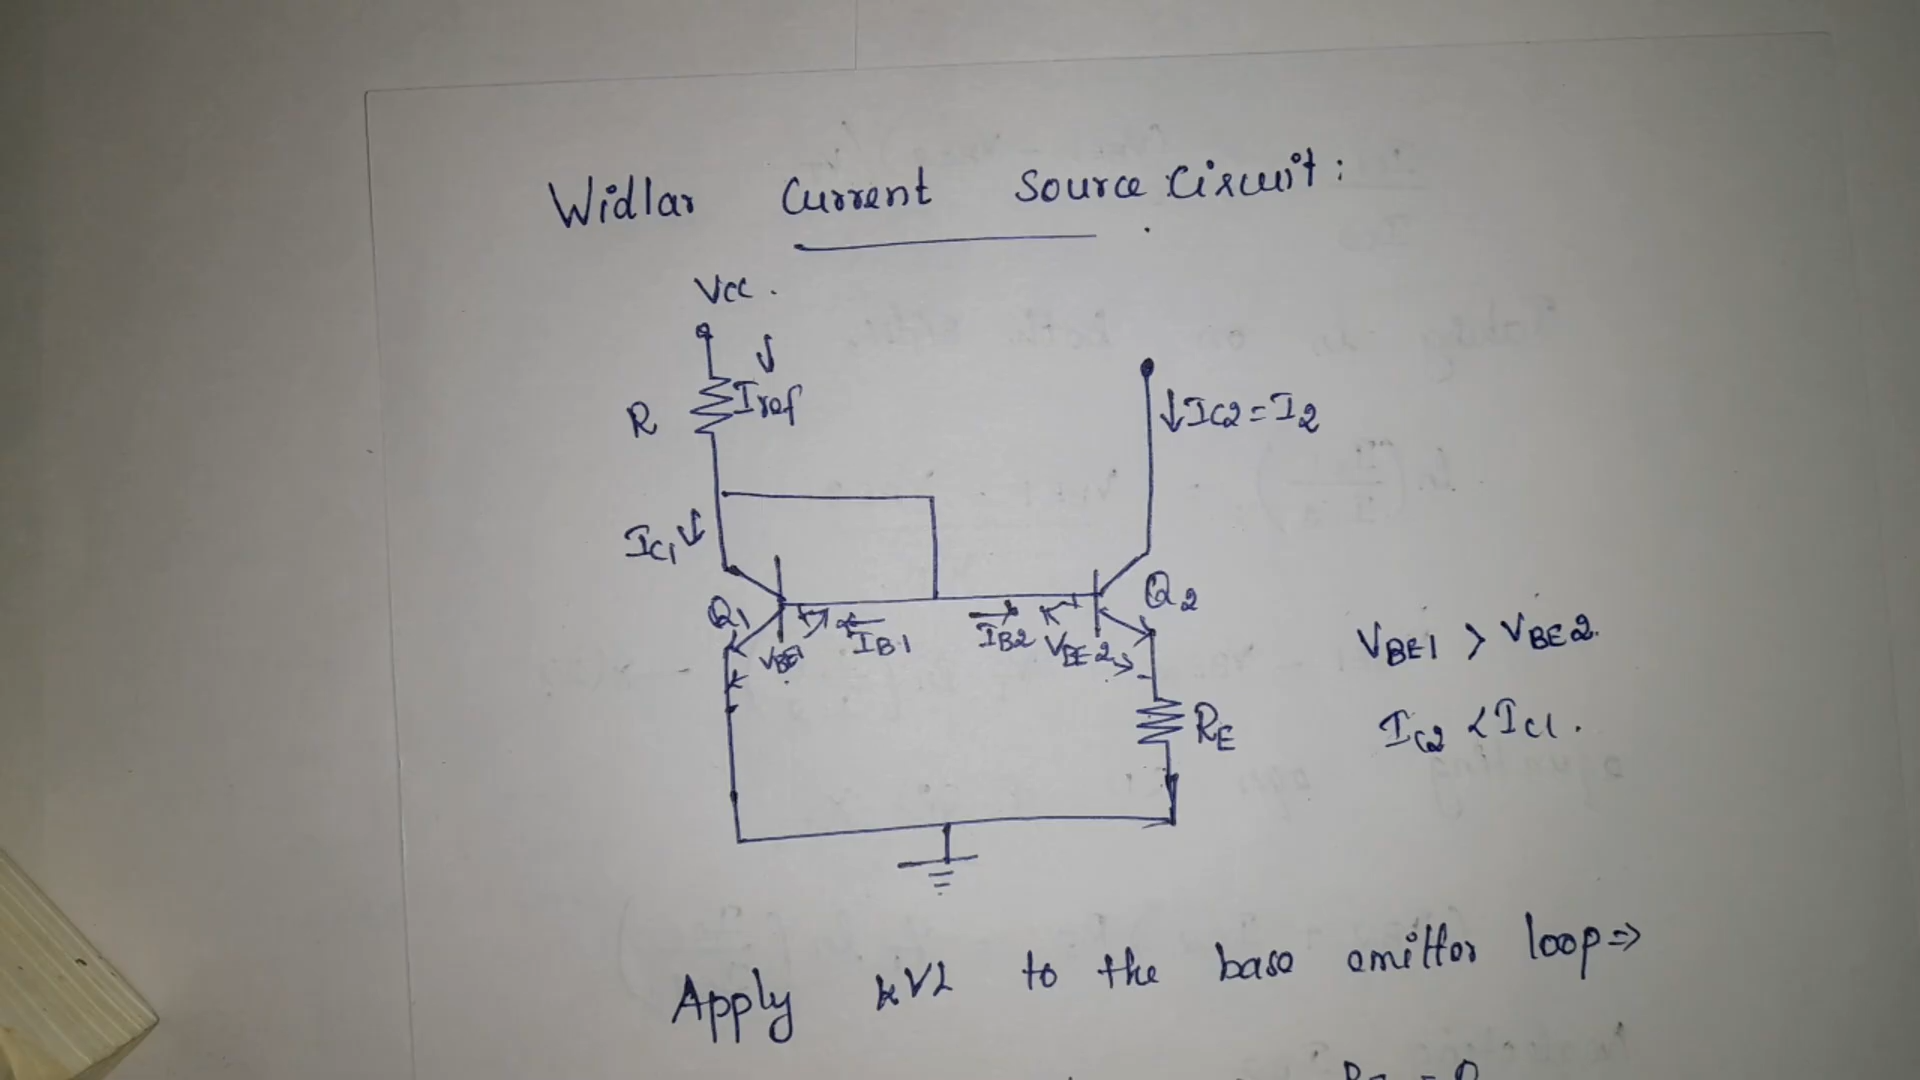 Widlar Current Source Circuit:
Vcc.
Iref
R
↓IC2=I2
IC1
Q1
VBE1
IB1
IB2
VBE2
Q2
RE
VBE1 > VBE2.
IC2 < IC1.
Apply KVL to the base emitter loop⇒